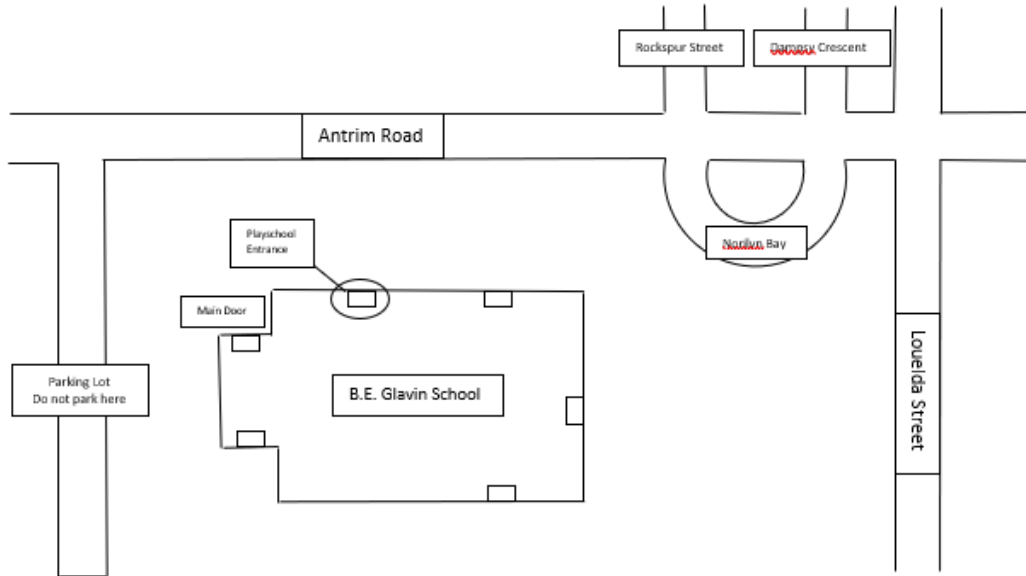 Rockspur Street
Dampsy Crescent
Antrim Road
Playschool
Entrance
Norilyn Bay
Main Door
Parking Lot
Do not park here
B.E. Glavin School
Louelda Street